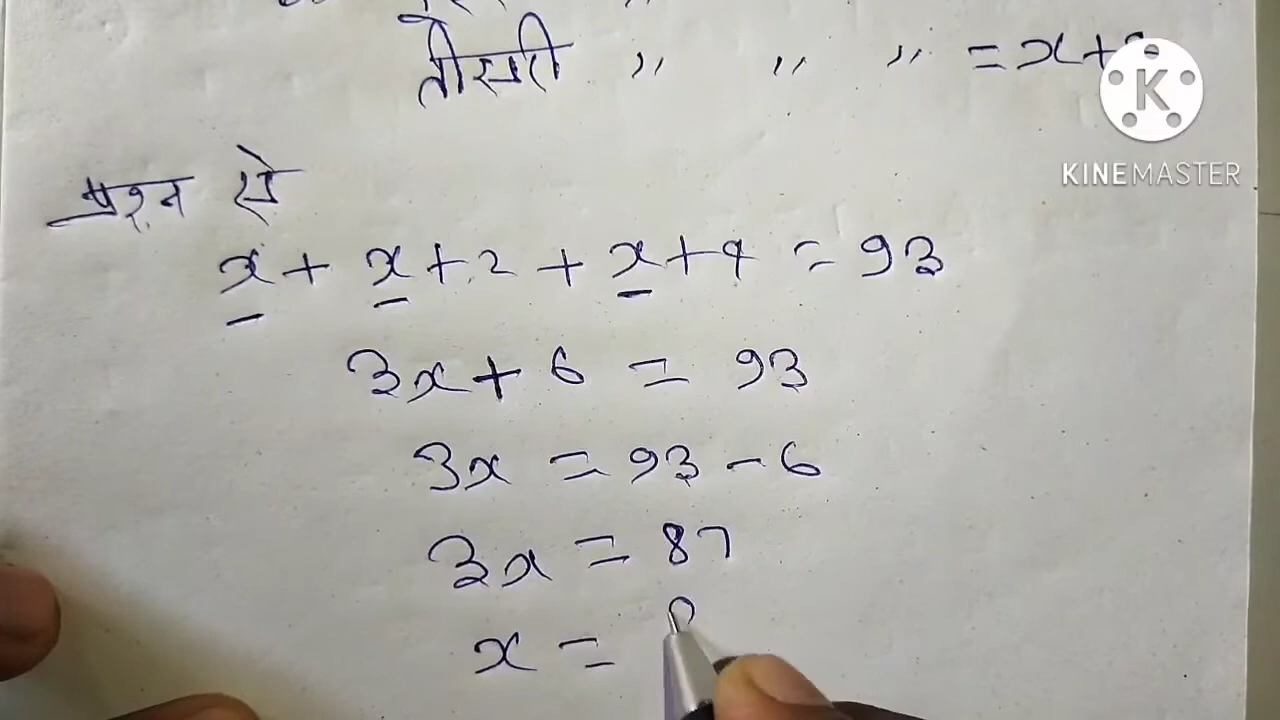 तीसरी " " " = x+
K
KINEMASTER
प्रश्न से
x + x + 2 + x + 4 = 93
3x + 6 = 93
3x = 93 - 6
3x = 87
x =